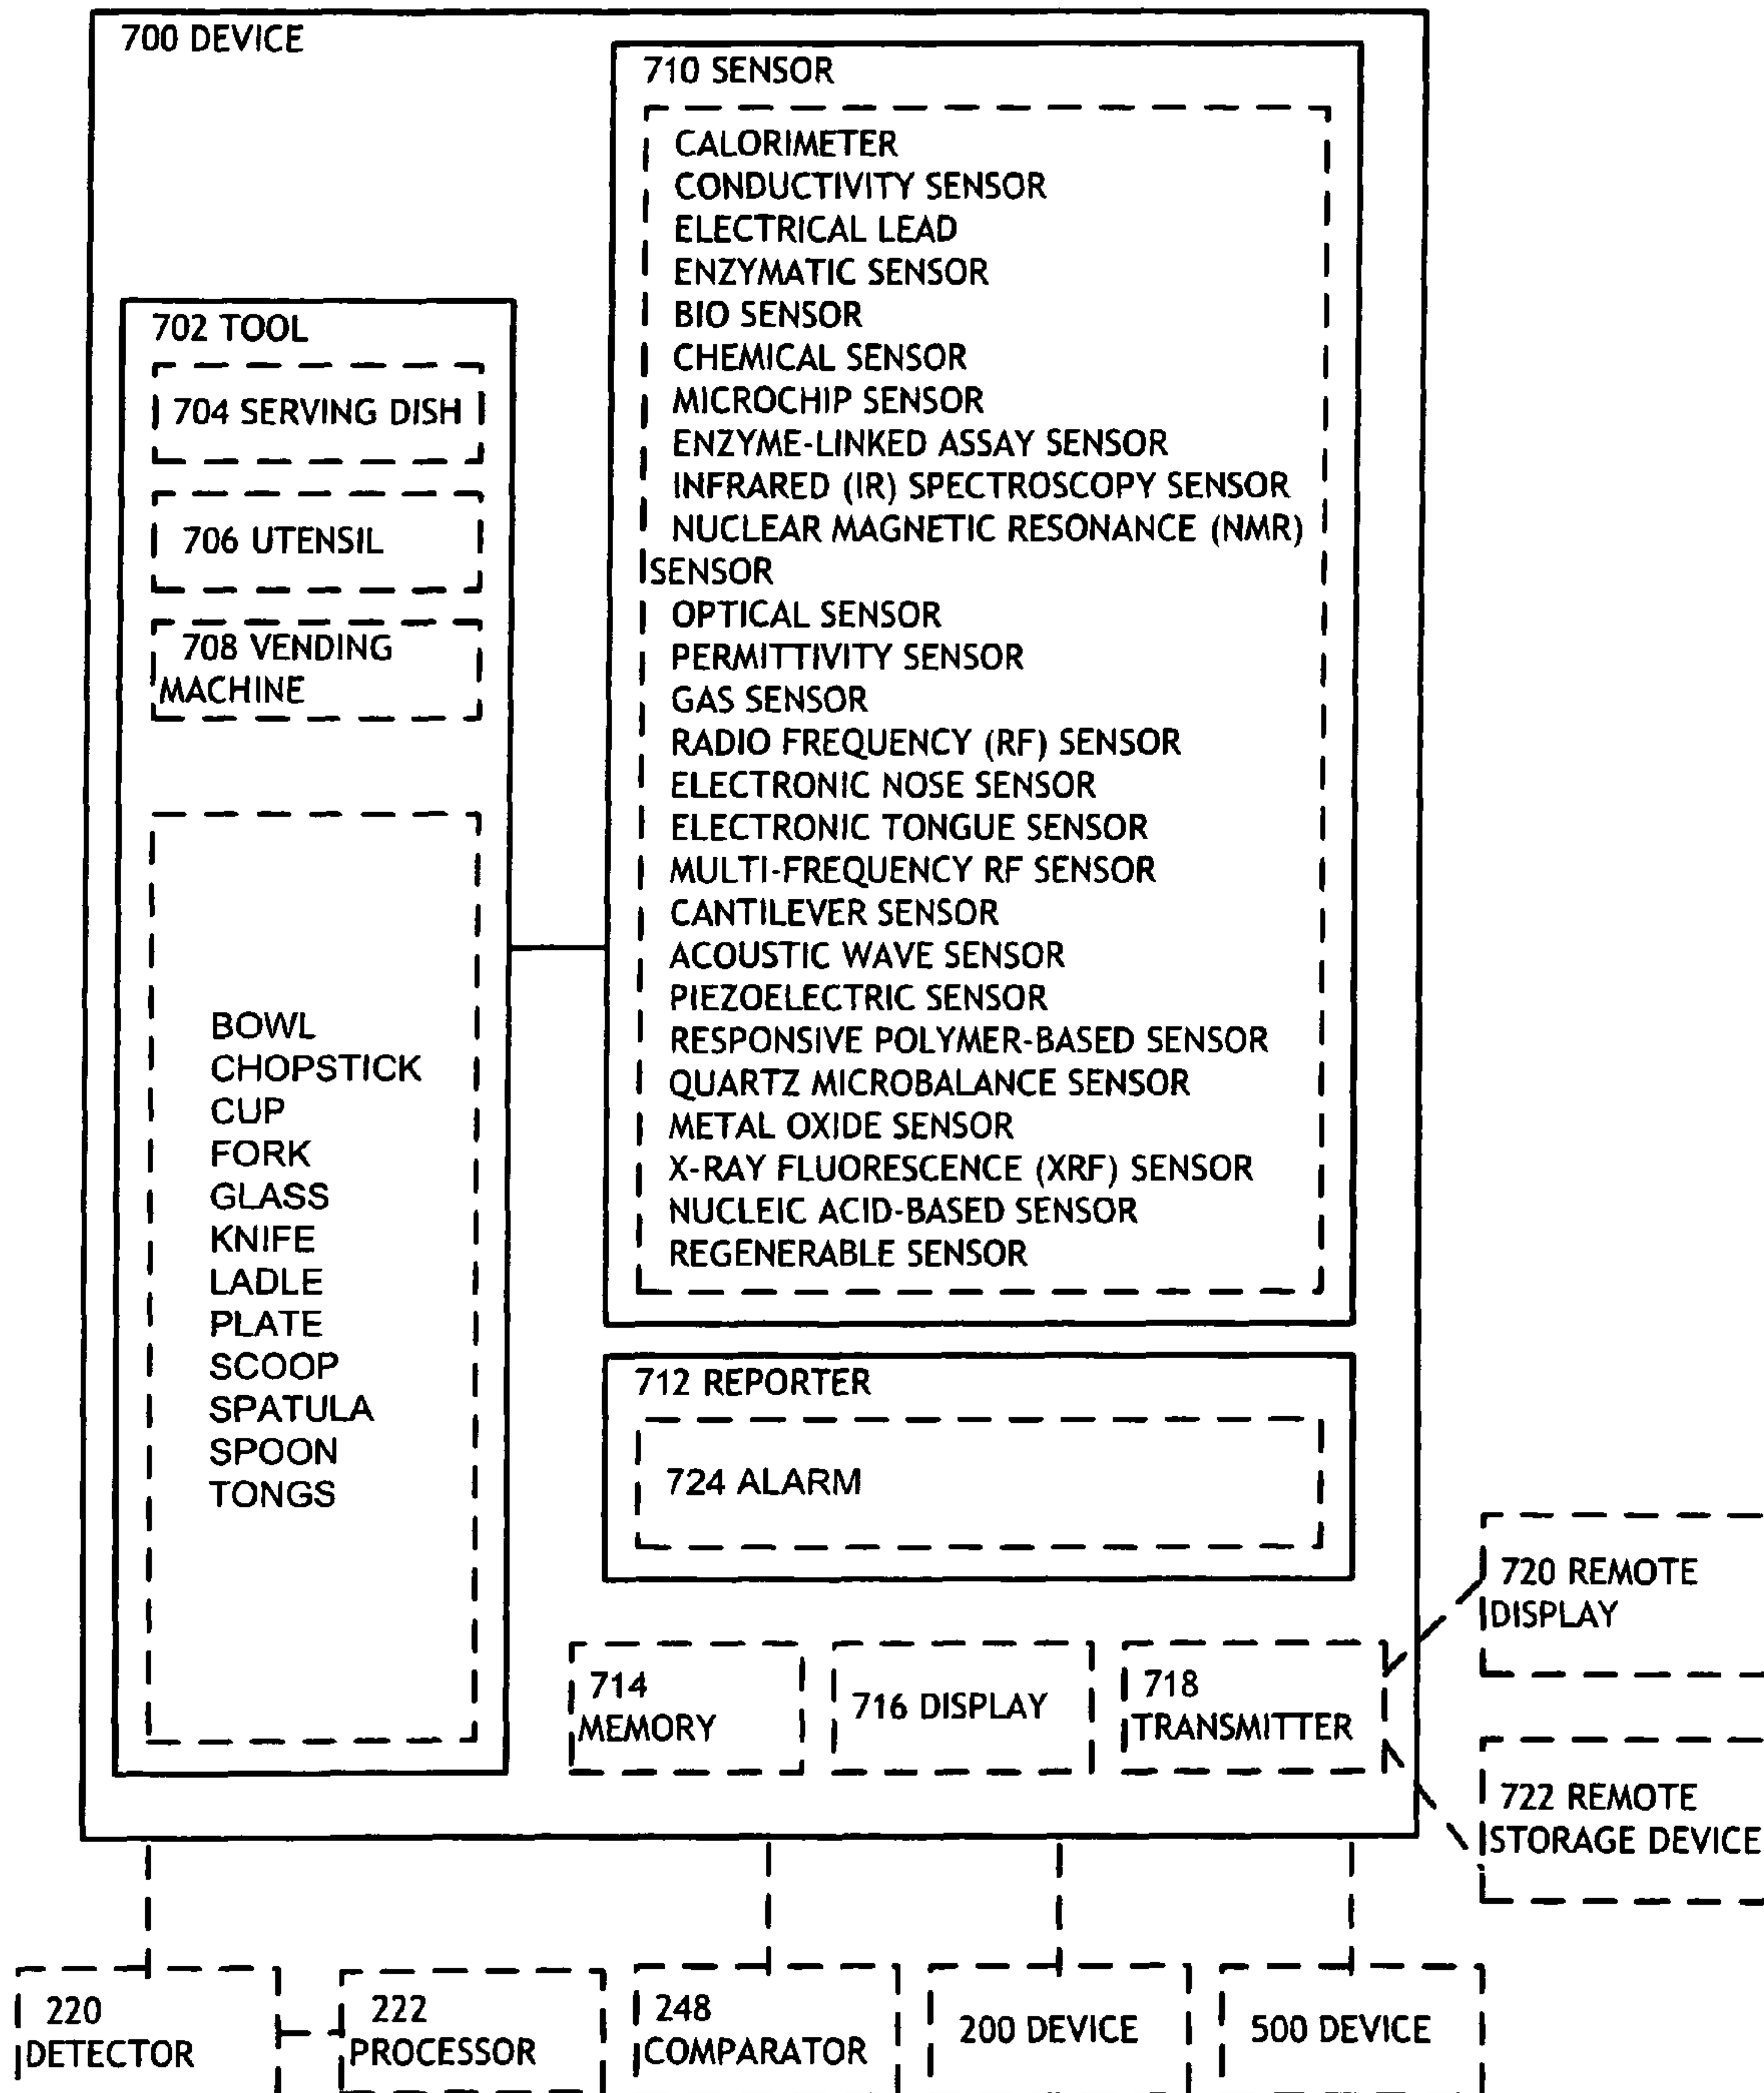 700 DEVICE
702 TOOL
704 SERVING DISH
706 UTENSIL
708 VENDING
MACHINE
BOWL
CHOPSTICK
CUP
FORK
GLASS
KNIFE
LADLE
PLATE
SCOOP
SPATULA
SPOON
TONGS
710 SENSOR
CALORIMETER
CONDUCTIVITY SENSOR
ELECTRICAL LEAD
ENZYMATIC SENSOR
BIO SENSOR
CHEMICAL SENSOR
MICROCHIP SENSOR
ENZYME-LINKED ASSAY SENSOR
INFRARED (IR) SPECTROSCOPY SENSOR
NUCLEAR MAGNETIC RESONANCE (NMR)
SENSOR
OPTICAL SENSOR
PERMITTIVITY SENSOR
GAS SENSOR
RADIO FREQUENCY (RF) SENSOR
ELECTRONIC NOSE SENSOR
ELECTRONIC TONGUE SENSOR
MULTI-FREQUENCY RF SENSOR
CANTILEVER SENSOR
ACOUSTIC WAVE SENSOR
PIEZOELECTRIC SENSOR
RESPONSIVE POLYMER-BASED SENSOR
QUARTZ MICROBALANCE SENSOR
METAL OXIDE SENSOR
X-RAY FLUORESCENCE (XRF) SENSOR
NUCLEIC ACID-BASED SENSOR
REGENERABLE SENSOR
712 REPORTER
724 ALARM
714
MEMORY
716 DISPLAY
718
TRANSMITTER
720 REMOTE
DISPLAY
722 REMOTE
STORAGE DEVICE
220
DETECTOR
222
PROCESSOR
248
COMPARATOR
200 DEVICE
500 DEVICE